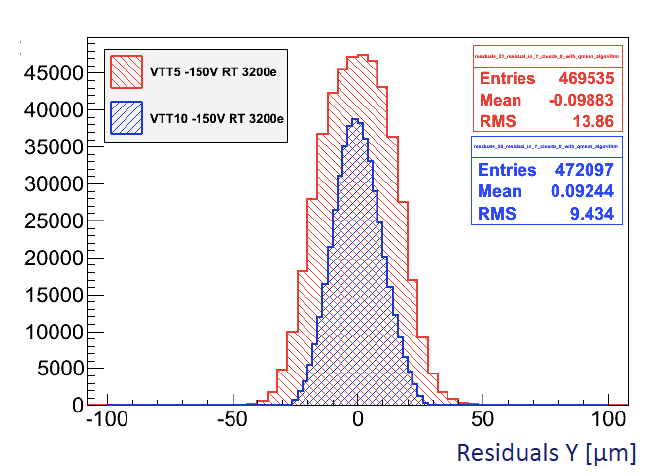 VTT5 -150V RT 3200e
VTT10 -150V RT 3200e
Entries 469535
Mean -0.09883
RMS 13.86
Entries 472097
Mean 0.09244
RMS 9.434
45000
40000
35000
30000
25000
20000
15000
10000
5000
0
-100 -50 0 50 100
Residuals Y [μm]